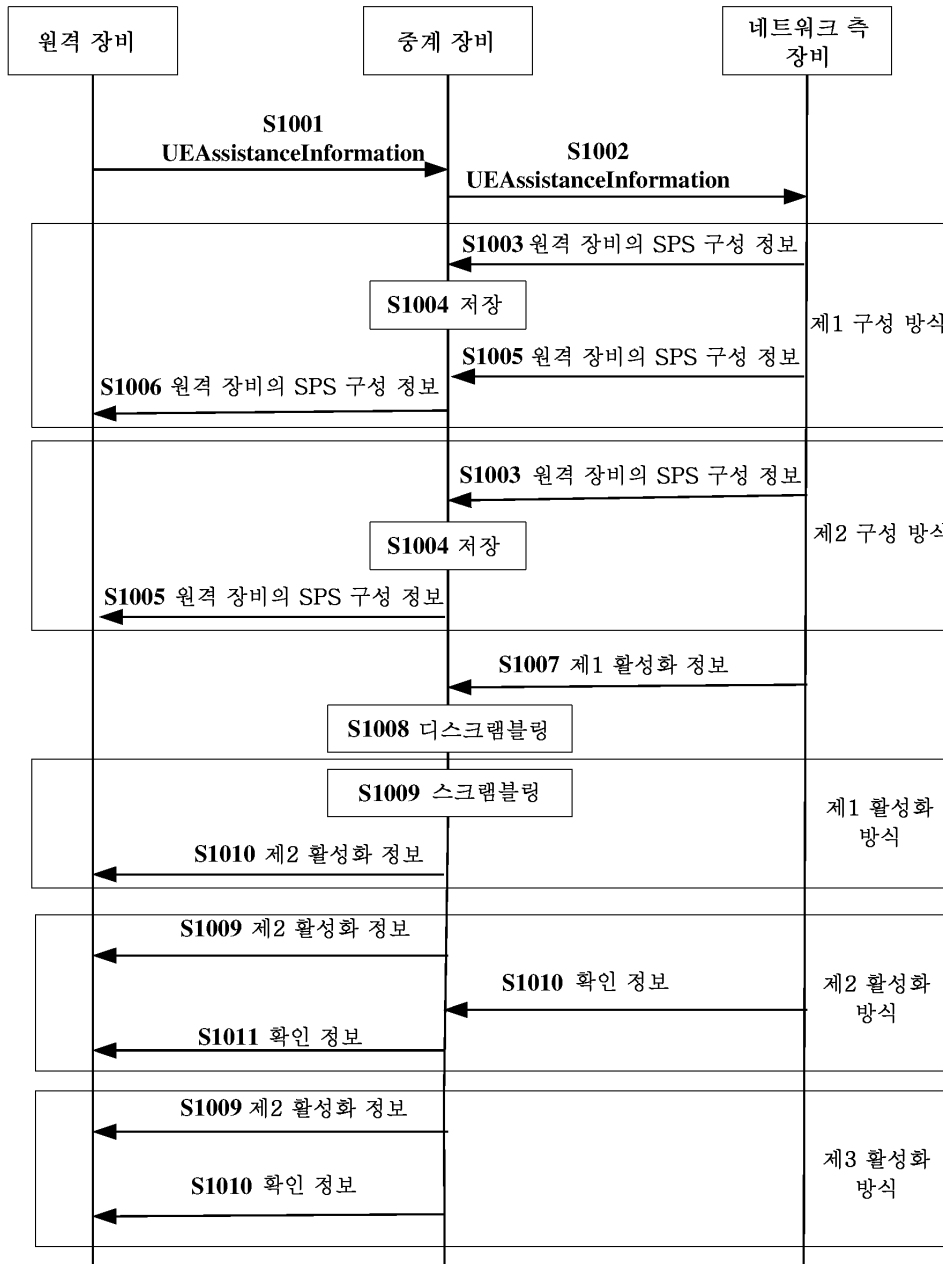 원격 장비
중계 장비
네트워크 측
장비
S1001
UEAssistanceInformation
S1002
UEAssistanceInformation
S1003 원격 장비의 SPS 구성 정보
S1004 저장
제1 구성 방식
S1005 원격 장비의 SPS 구성 정보
S1006 원격 장비의 SPS 구성 정보
S1003 원격 장비의 SPS 구성 정보
제2 구성 방식
S1004 저장
S1005 원격 장비의 SPS 구성 정보
S1007 제1 활성화 정보
S1008 디스크램블링
S1009 스크램블링
제1 활성화
방식
S1010 제2 활성화 정보
S1009 제2 활성화 정보
S1010 확인 정보
제2 활성화
방식
S1011 확인 정보
S1009 제2 활성화 정보
제3 활성화
방식
S1010 확인 정보